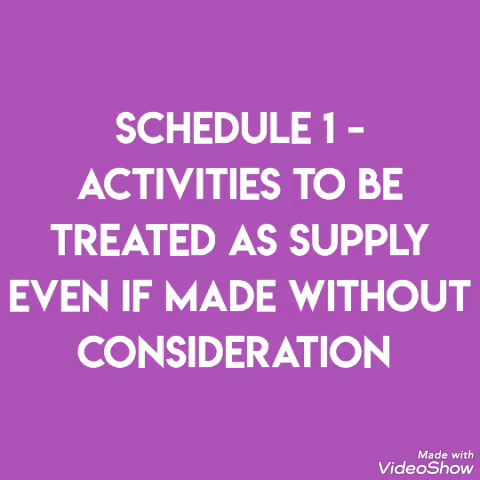 SCHEDULE 1 -
ACTIVITIES TO BE
TREATED AS SUPPLY
EVEN IF MADE WITHOUT
CONSIDERATION
Made with
VideoShow